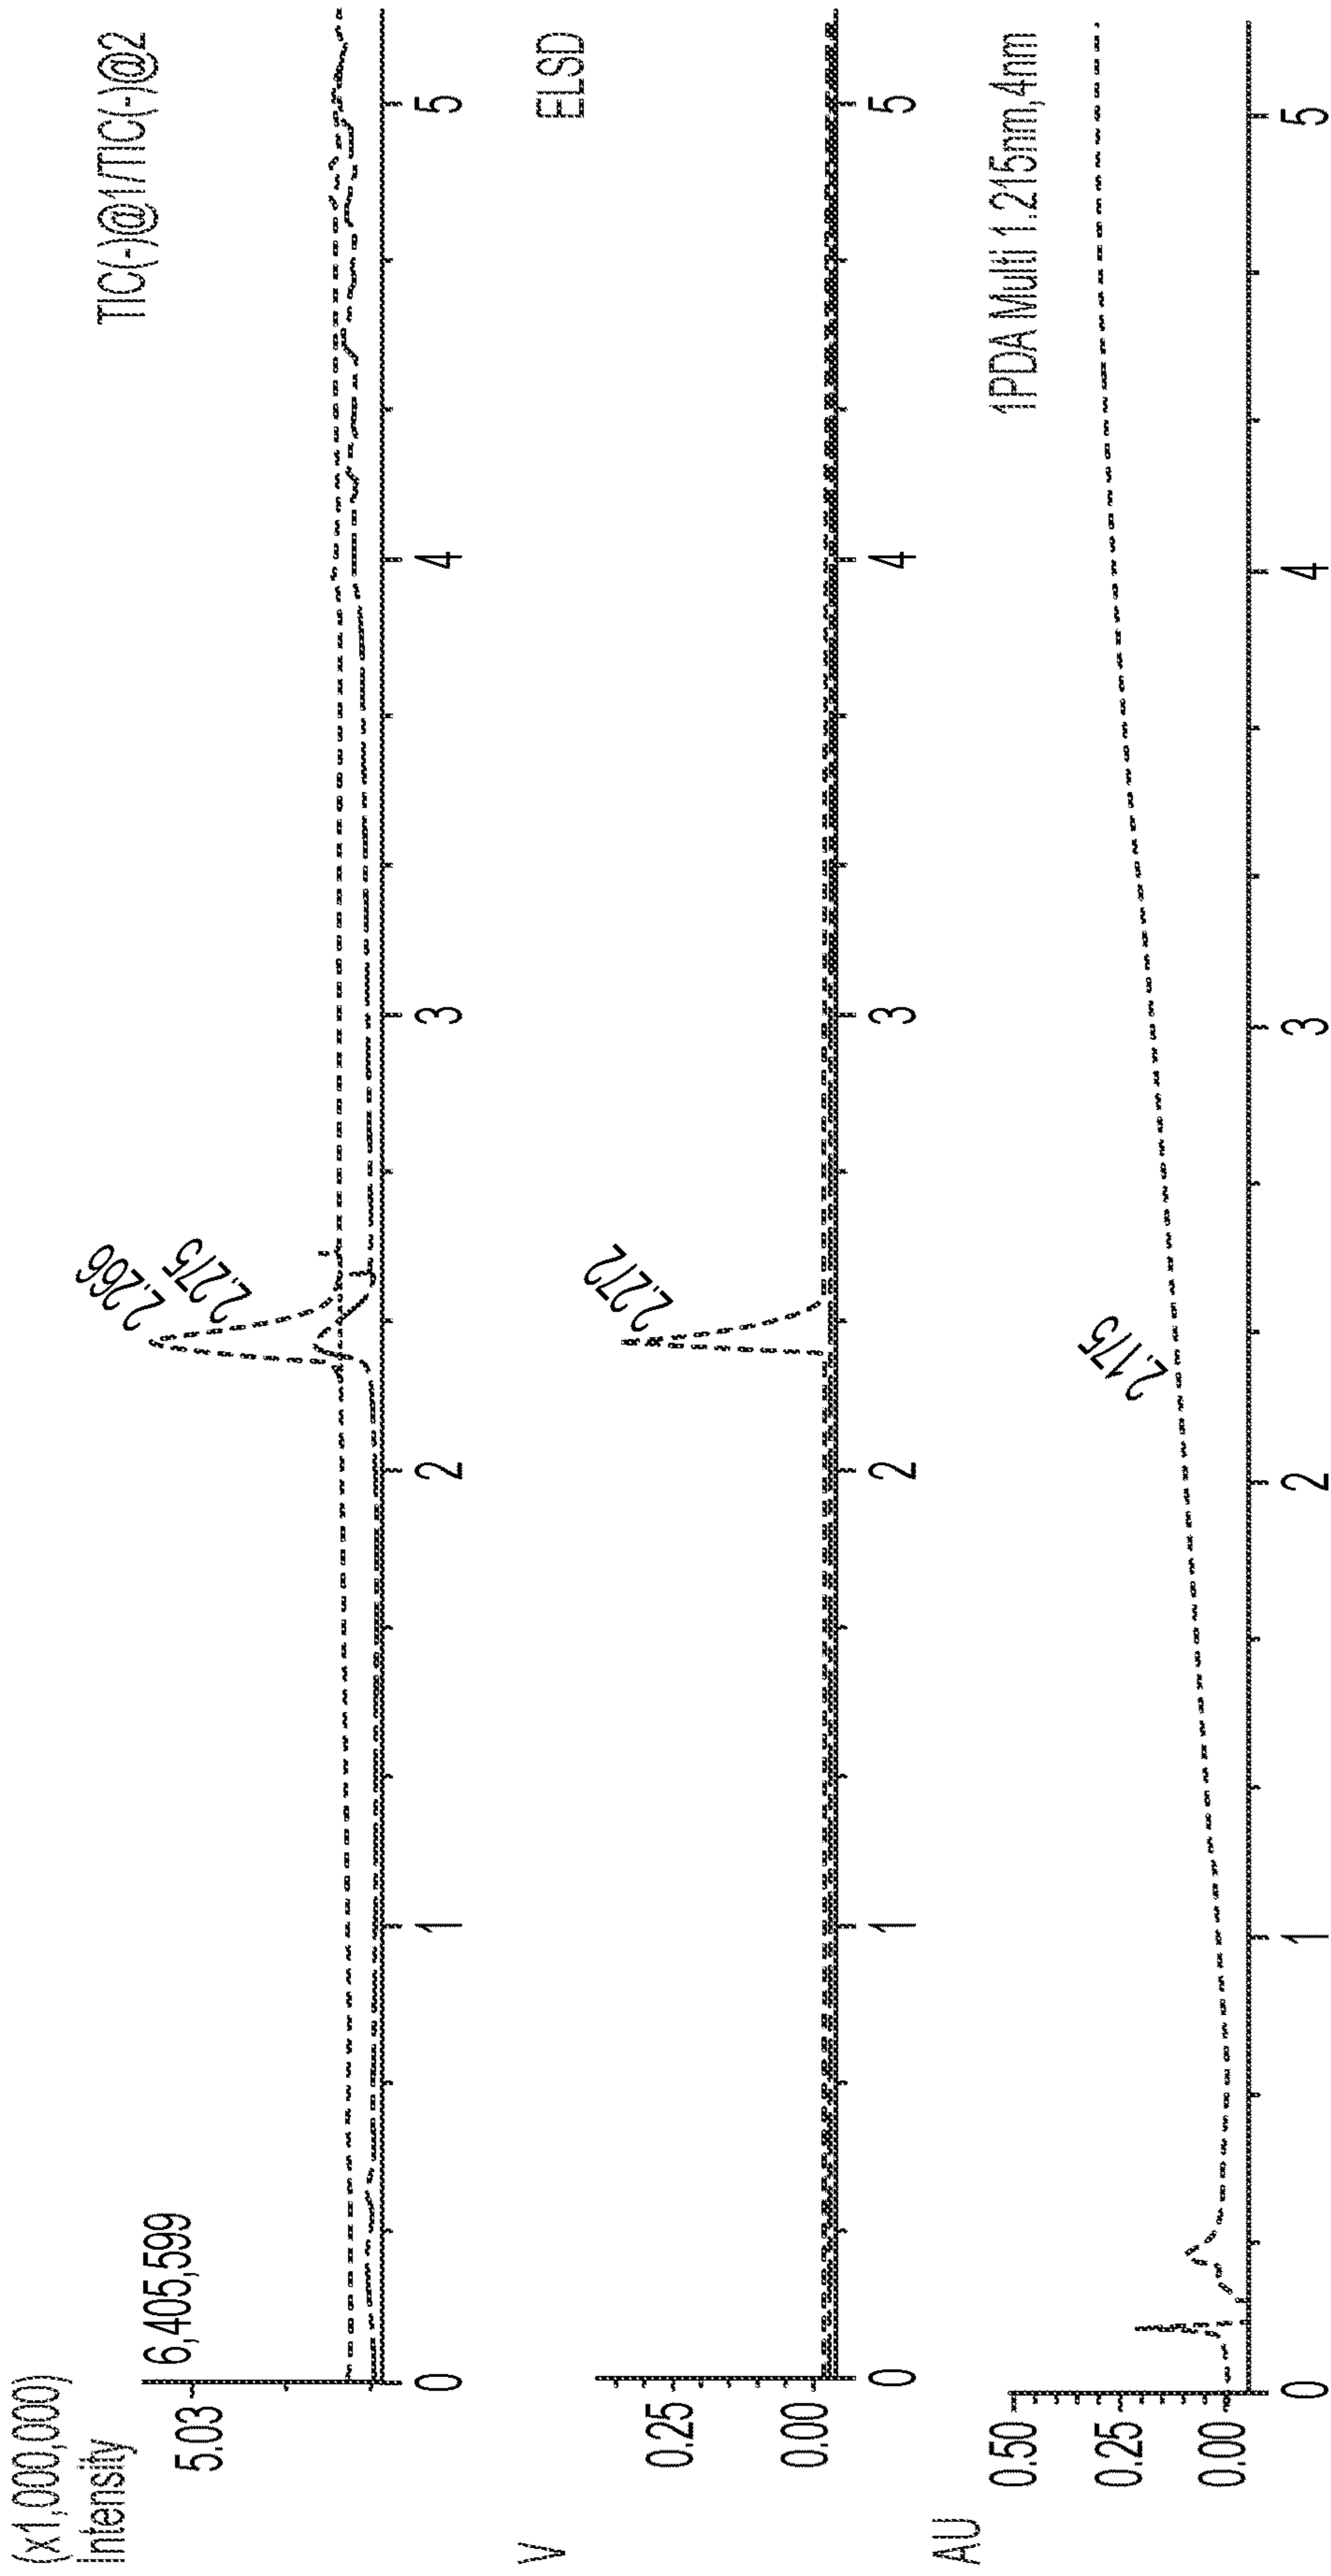 (x1,000,000)
Intensity
6,405,599
TIC(-)@1/TIC(-)@2
5.03
2.266
2.275
0 1 2 3 4 5
V
ELSD
0.25
0.00
2.272
0 1 2 3 4 5
AU
1PDA Multi 1.215nm,4nm
0.50
0.25
0.00
2.175
0 1 2 3 4 5